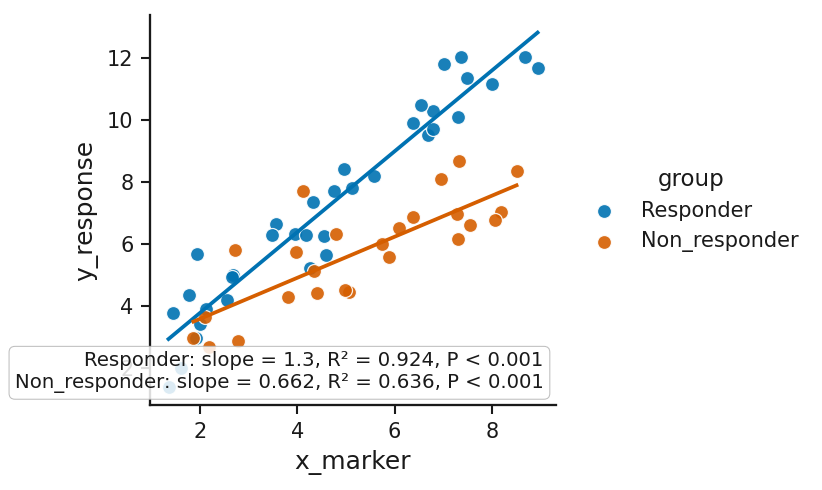 12
10
8
6
4
2
y_response
Responder: slope = 1.3, R² = 0.924, P < 0.001
Non_responder: slope = 0.662, R² = 0.636, P < 0.001
2 4 6 8
x_marker
group
Responder
Non_responder